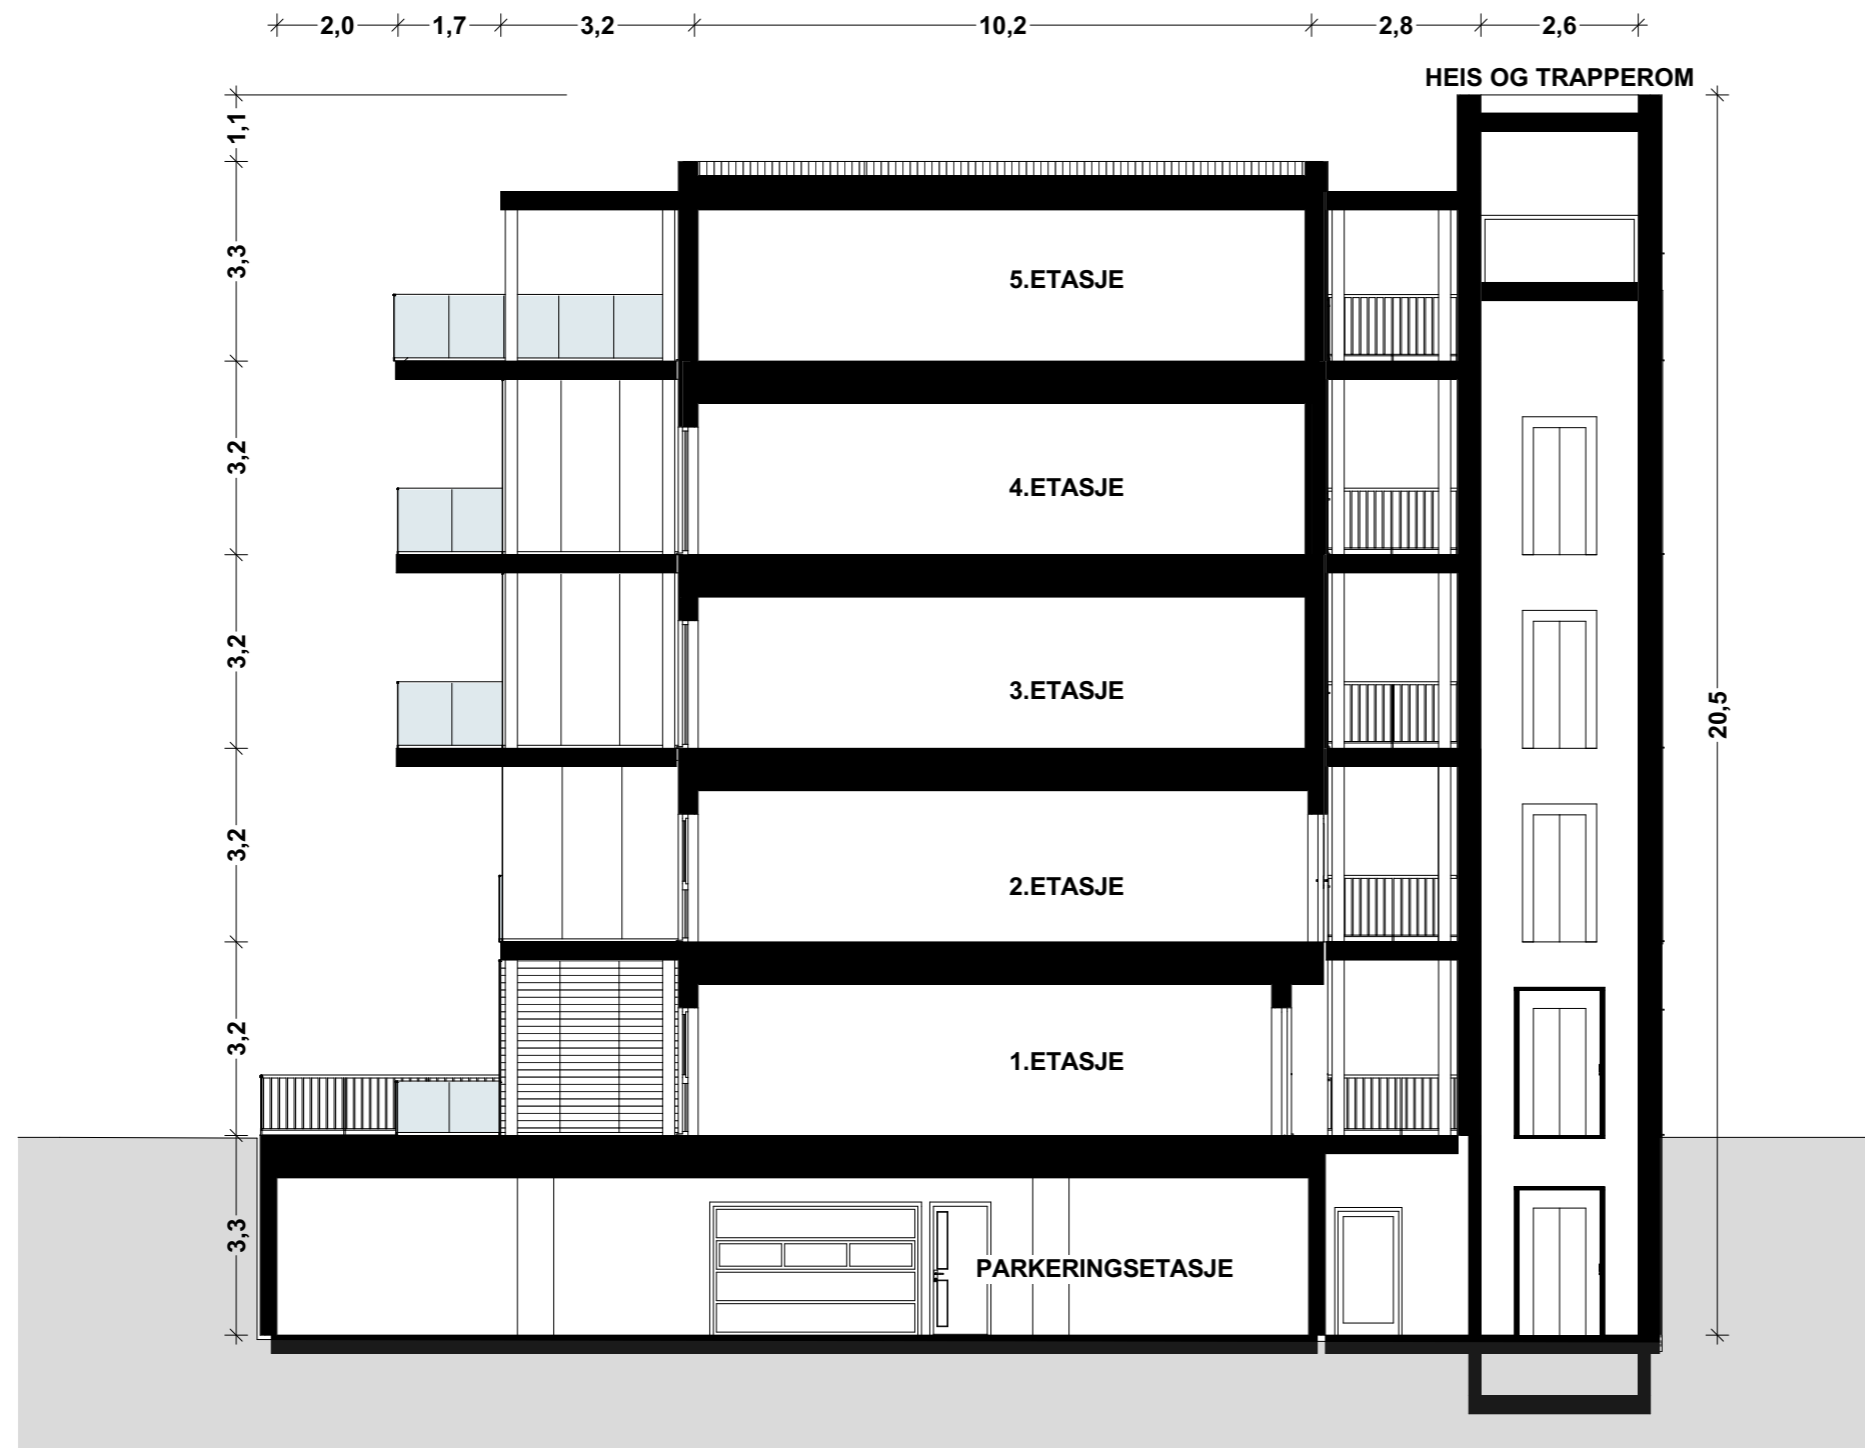 2,0 1,7 3,2 10,2 2,8 2,6
HEIS OG TRAPPEROM
1,1
3,3
5.ETASJE
3,2
4.ETASJE
3,2
3.ETASJE
20,5
3,2
2.ETASJE
3,2
1.ETASJE
3,3
PARKERINGSETASJE